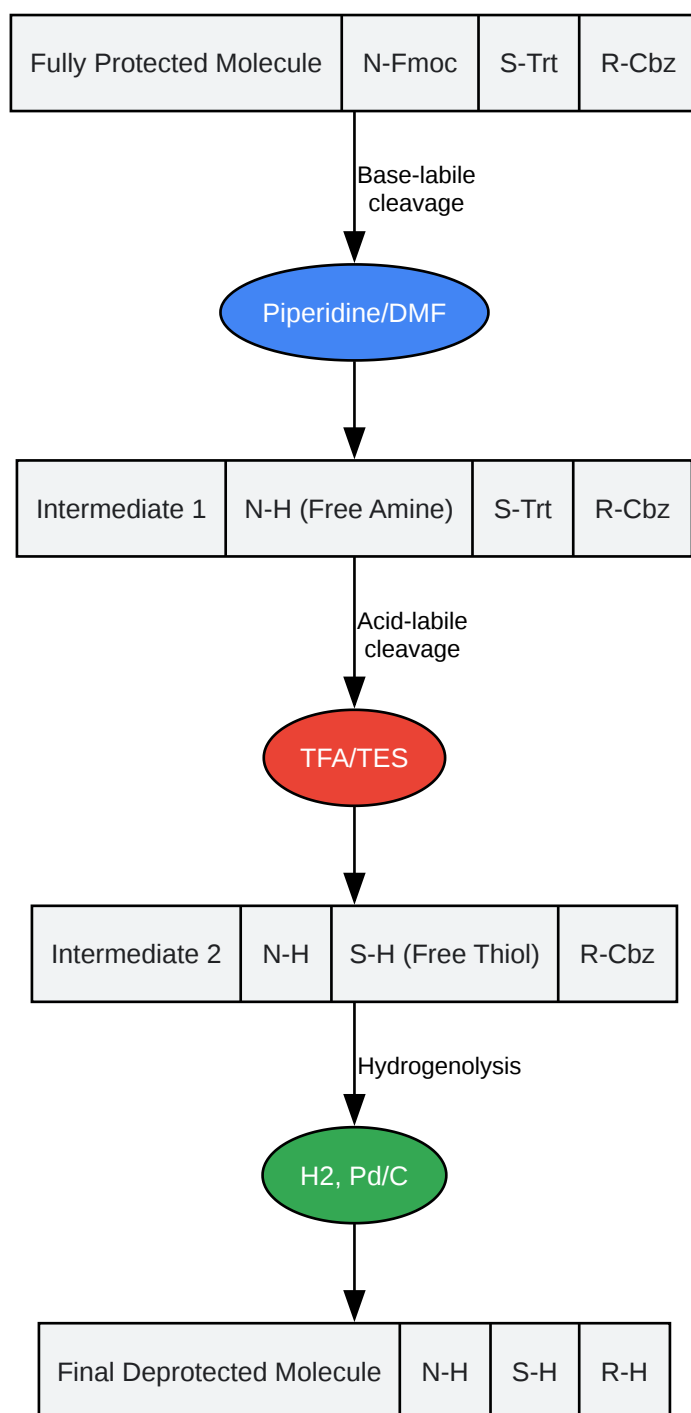 Fully Protected Molecule N-Fmoc S-Trt R-Cbz
Base-labile
cleavage
Piperidine/DMF
Intermediate 1 N-H (Free Amine) S-Trt R-Cbz
Acid-labile
cleavage
TFA/TES
Intermediate 2 N-H S-H (Free Thiol) R-Cbz
Hydrogenolysis
H2, Pd/C
Final Deprotected Molecule N-H S-H R-H